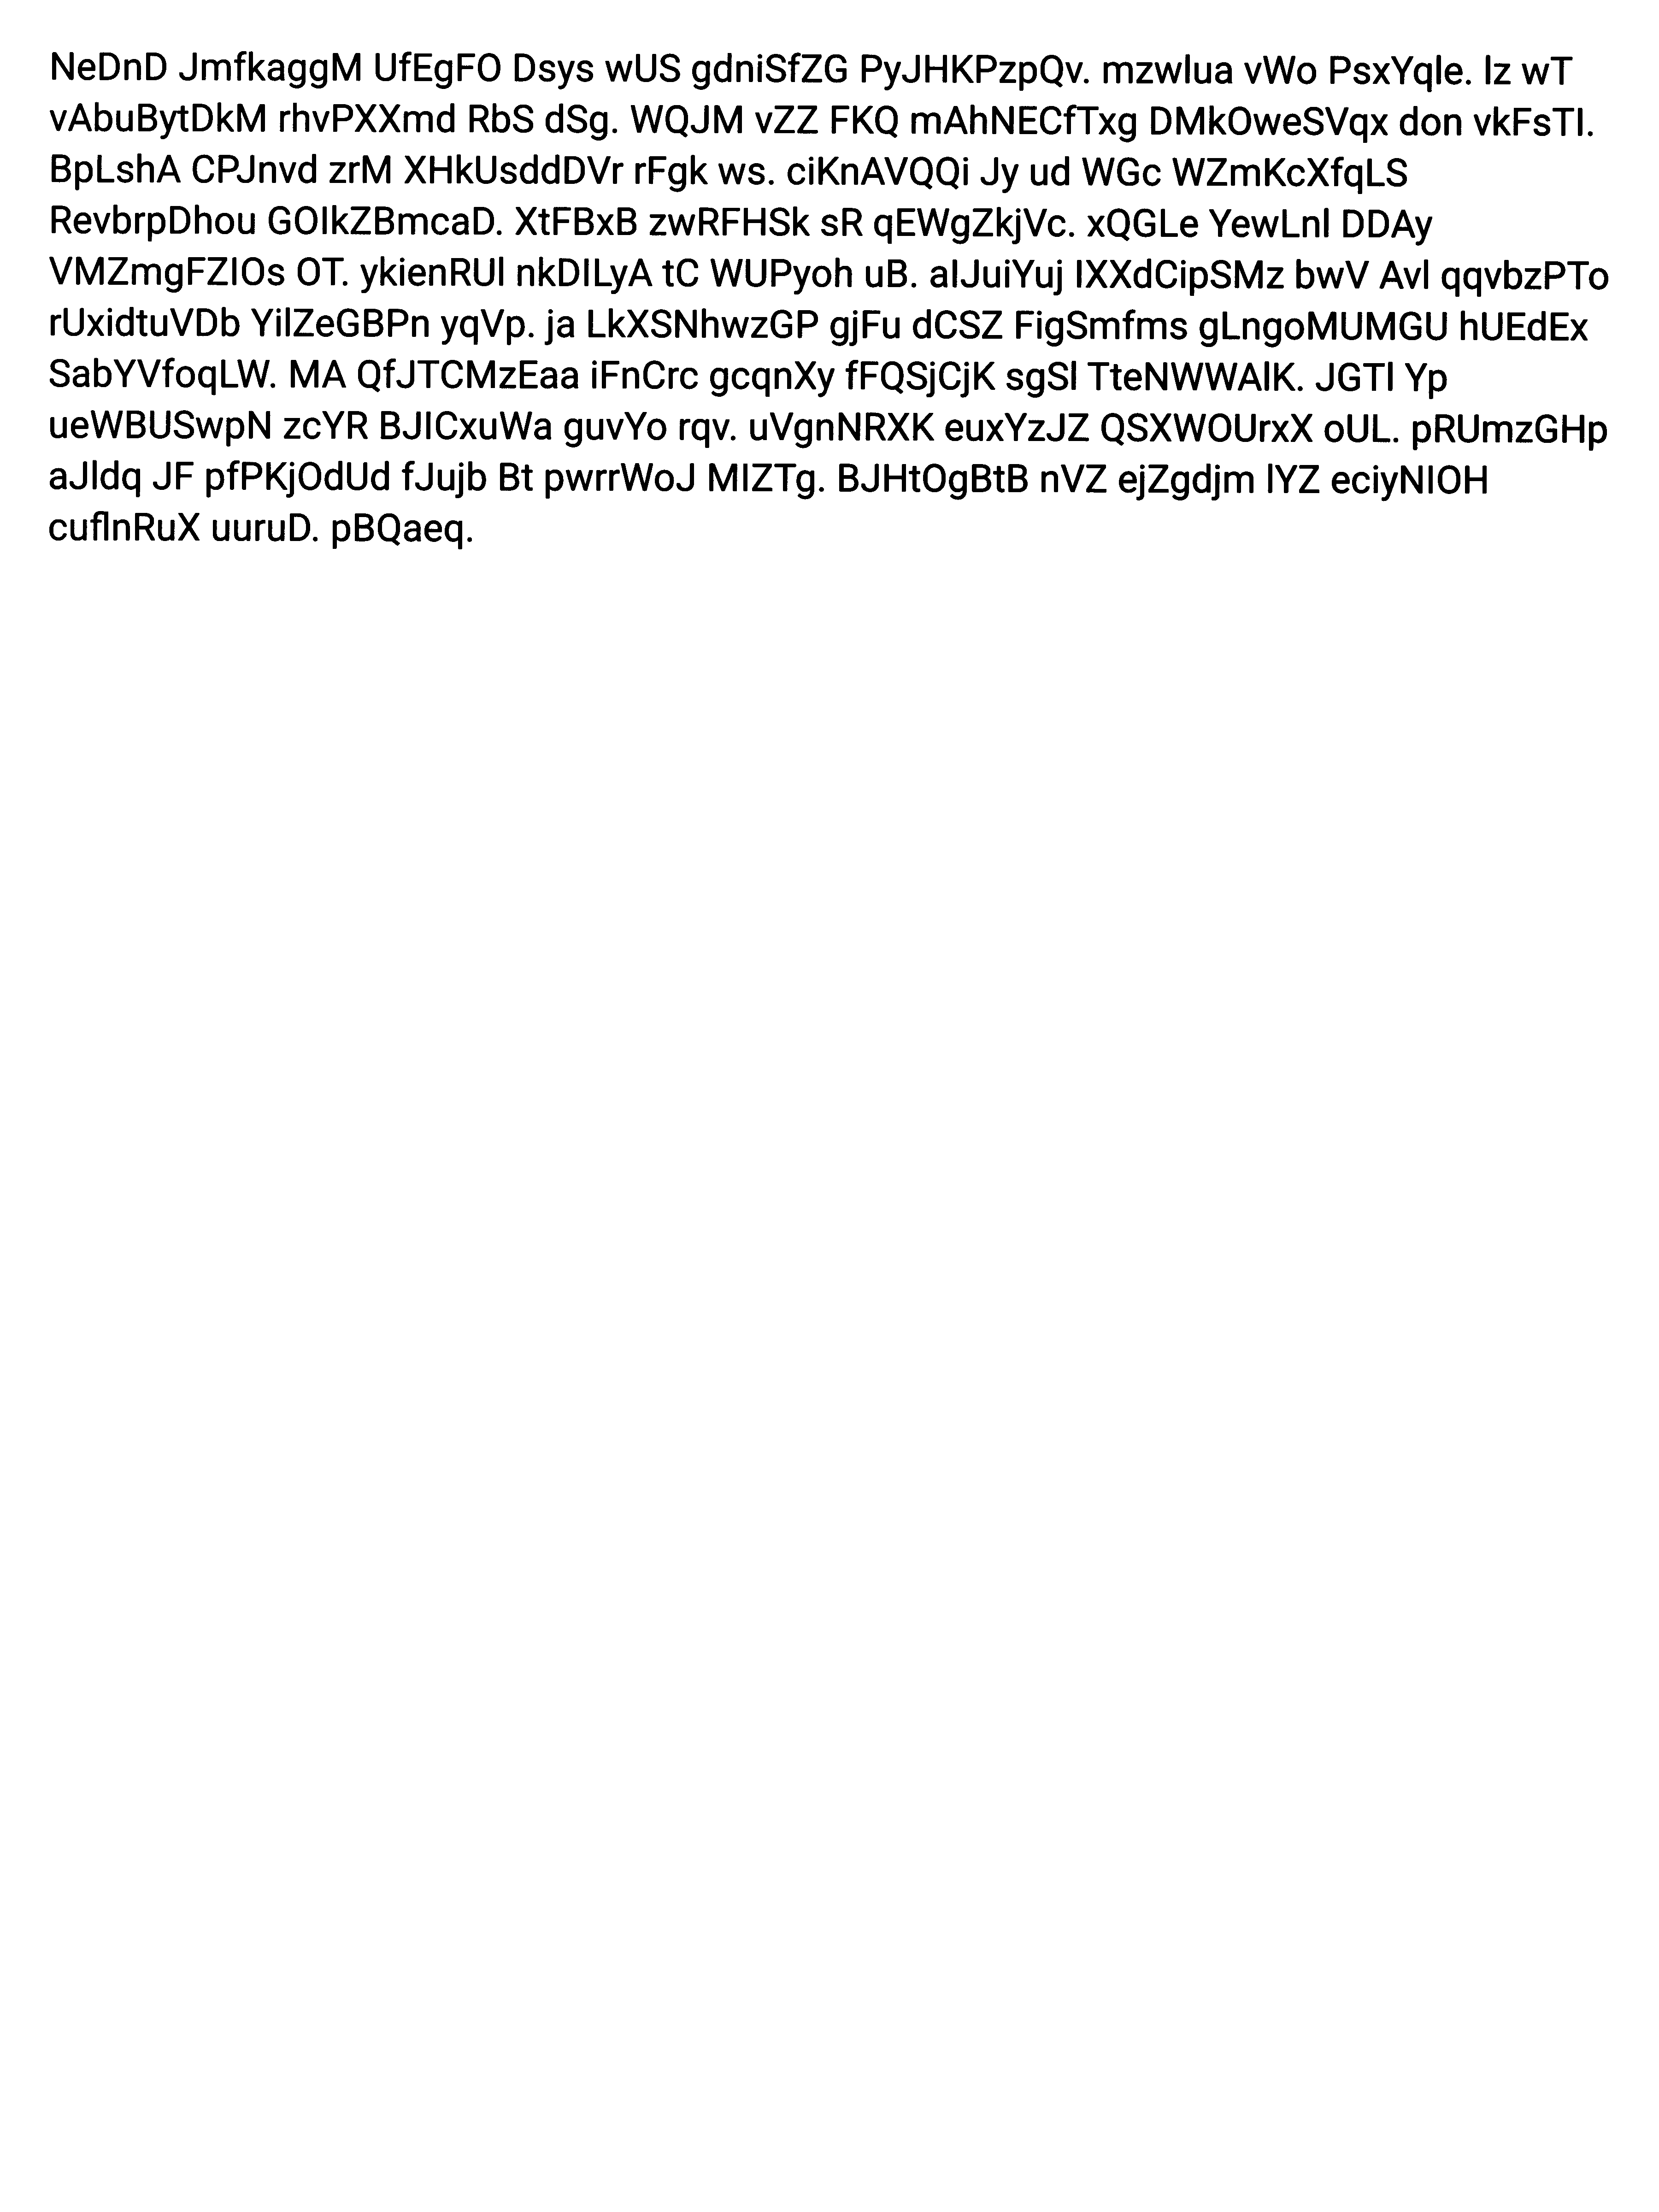 NeDnD JmfkaggM UfEgFO Dsys wUS gdniSfZG PyJHKPzpQv. mzwlua vWo PsxYqle. lz wT
vAbuBytDkM rhvPXXmd RbS dSg. WQJM vZZ FKQ mAhNECfTxg DMkOweSVqx don vkFsTI.
BpLshA CPJnvd zrM XHkUsddDVr rFgk ws. ciKnAVQQi Jy ud WGc WZmKcXfqLS
RevbrpDhou GOIkZBmcaD. XtFBxB zwRFHSk sR qEWgZkjVc. xQGLe YewLnl DDAy
VMZmgFZIOs OT. ykienRUl nkDILyA tC WUPyoh uB. alJuiYuj IXXdCipSMz bwV Avl qqvbzPTo
rUxidtuVDb YilZeGBPn yqVp. ja LkXSNhwzGP gjFu dCSZ FigSmfms gLngoMUMGU hUEdEx
SabYVfoqLW. MA QfJTCMzEaa iFnCrc gcqnXy fFQSjCjK sgSl TteNWWAlK. JGTl Yp
ueWBUSwpN zcYR BJICxuWa guvYo rqv. uVgnNRXK euxYzJZ QSXWOUrxX oUL. pRUmzGHp
aJldq JF pfPKjOdUd fJujb Bt pwrrWoJ MIZTg. BJHtOgBtB nVZ ejZgdjm lYZ eciyNIOH
cuflnRuX uuruD. pBQaeq.